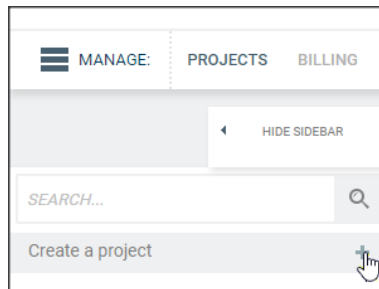 MANAGE: PROJECTS BILLING
HIDE SIDEBAR
SEARCH...
Create a project